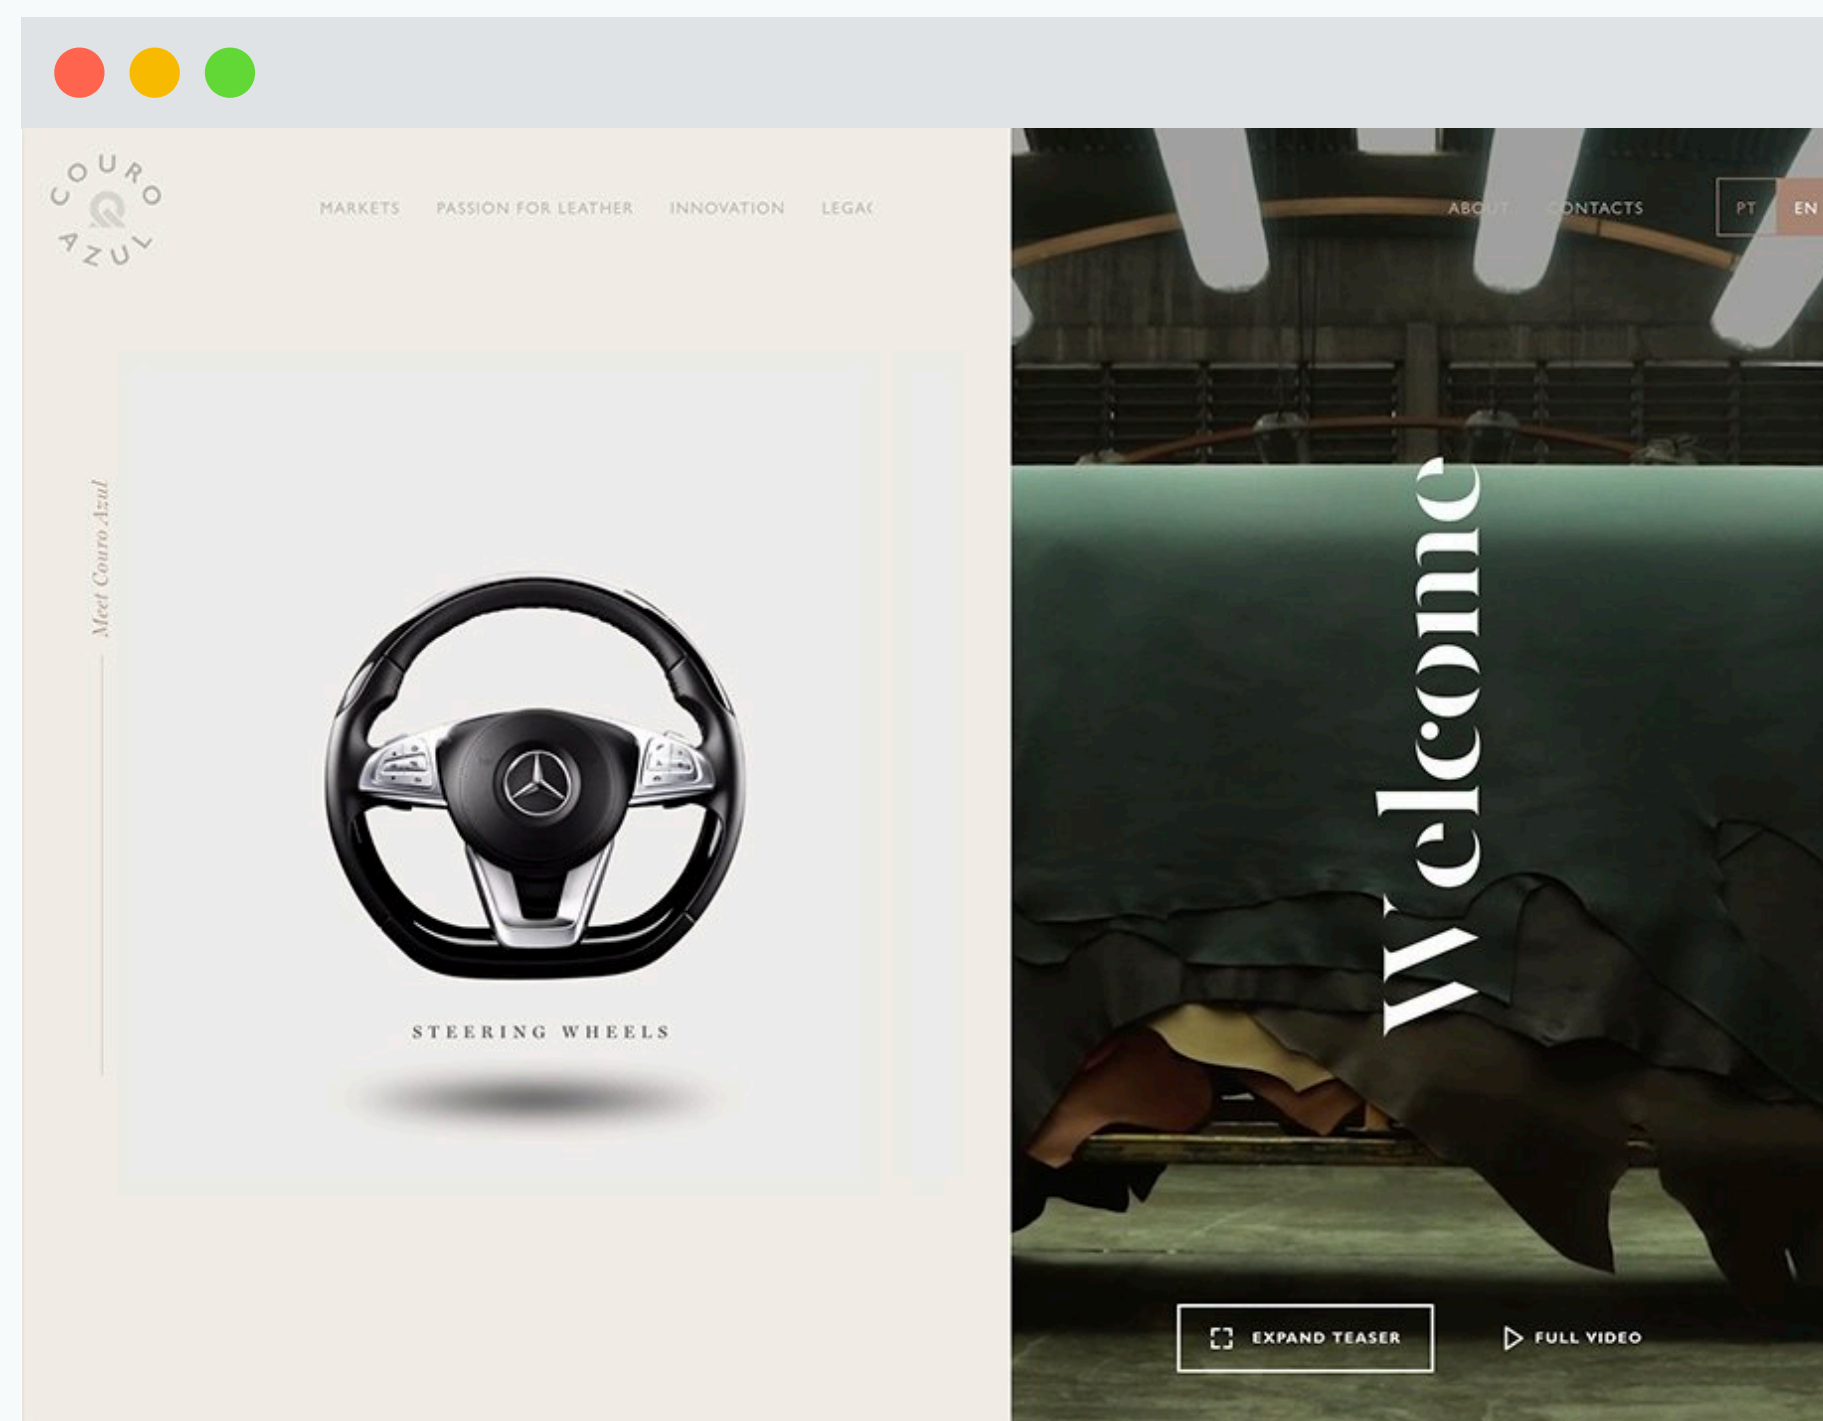 COURO
AZUL
MARKETS PASSION FOR LEATHER INNOVATION
ABOUT CONTACTS PT EN
Meet Couro Azul
STEERING WHEELS
Welcome
EXPAND TEASER FULL VIDEO